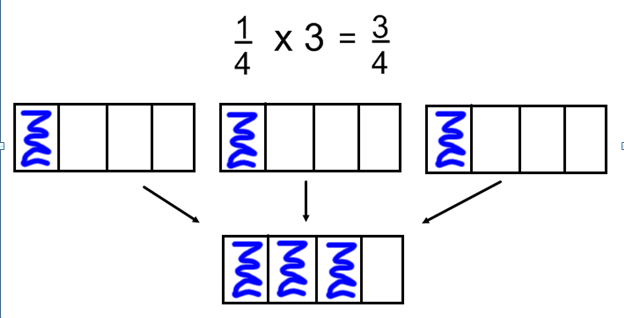 1/4 x 3 = 3/4